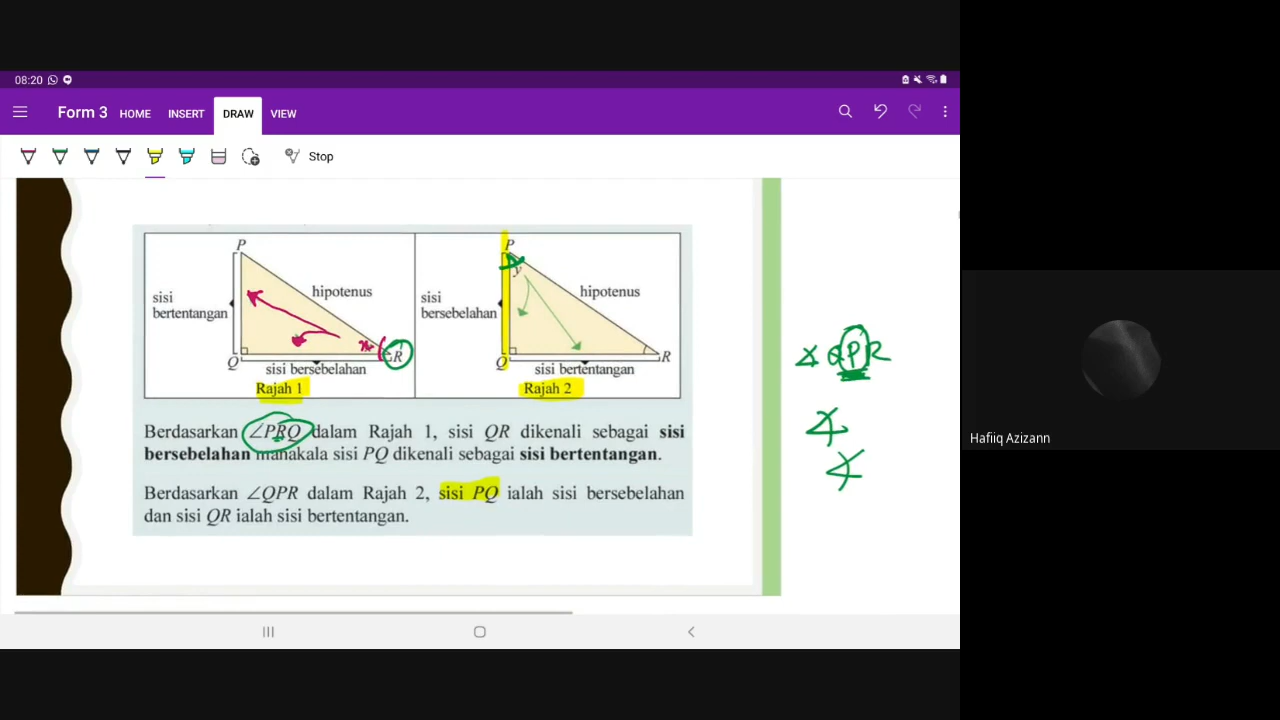 08:20
Form 3 HOME INSERT DRAW VIEW
Stop
P
sisi
bertentangan
hipotenus
x
R
Q
sisi bersebelahan
Rajah 1
P
y
sisi
bersebelahan
hipotenus
Q
R
sisi bertentangan
Rajah 2
∡QPR
∡
∡
Berdasarkan ∠PRQ dalam Rajah 1, sisi QR dikenali sebagai sisi
bersebelahan manakala sisi PQ dikenali sebagai sisi bertentangan.
Berdasarkan ∠QPR dalam Rajah 2, sisi PQ ialah sisi bersebelahan
dan sisi QR ialah sisi bertentangan.
Hafiiq Azizann